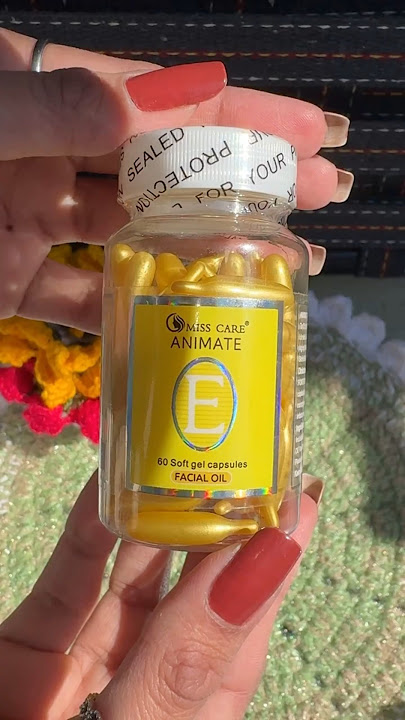 SEALED
PROTECTION
FOR YOUR
MISS CARE®
ANIMATE
E
60 Soft gel capsules
FACIAL OIL